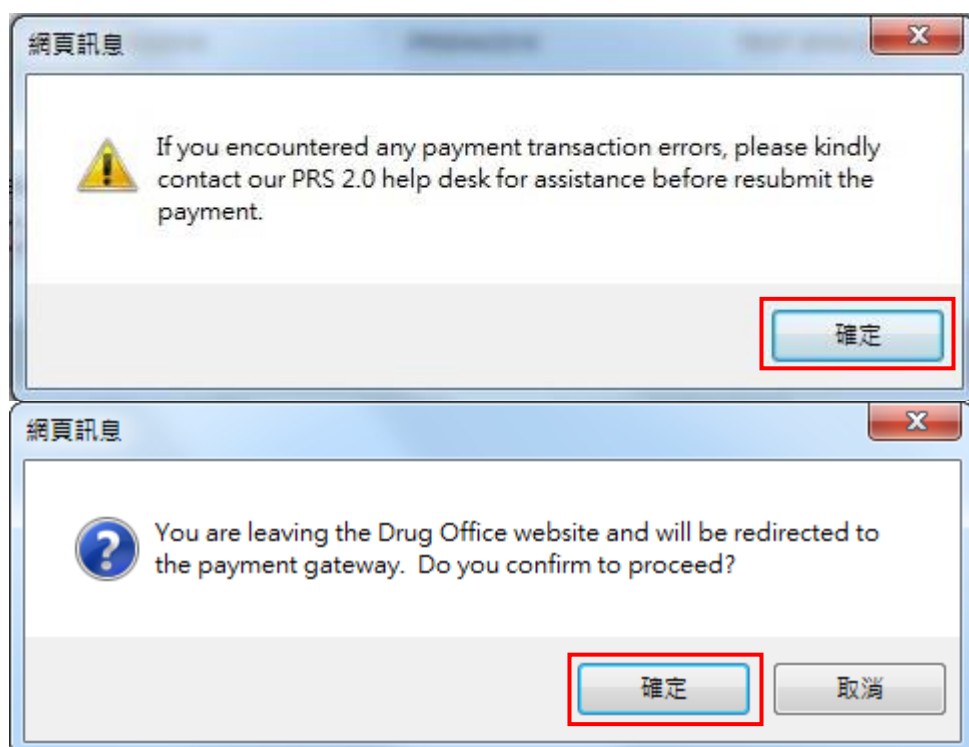 網頁訊息
If you encountered any payment transaction errors, please kindly
contact our PRS 2.0 help desk for assistance before resubmit the
payment.
確定
網頁訊息
You are leaving the Drug Office website and will be redirected to
the payment gateway.  Do you confirm to proceed?
確定 取消